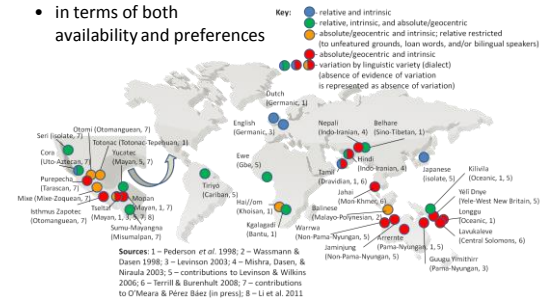 • in terms of both
availability and preferences
Key:
- relative and intrinsic
- relative, intrinsic, and absolute/geocentric
- absolute/geocentric and intrinsic; relative restricted
(to unfeatured grounds, loan words, and/or bilingual speakers)
- absolute/geocentric and intrinsic
- variation by linguistic variety (dialect)
(absence of evidence of variation
is represented as absence of variation)
Dutch
(Germanic, 1)
English
(Germanic, 3)
Nepali
(Indo-Iranian, 4)
Belhare
(Sino-Tibetan, 1)
Otomi (Otomanguean, 7)
Totonac (Totonac-Tepehuan, 1)
Seri (isolate, 7)
Yucatec
(Mayan, 5, 7)
Cora
(Uto-Aztecan, 7)
Purepecha
(Tarascan, 7)
Mixe (Mixe-Zoquean, 7)
Isthmus Zapotec
(Otomanguean, 7)
Tseltal
(Mayan, 1, 3, 5, 7, 8)
Mopan
(Mayan, 1, 7)
Sumu-Mayangna
(Misumalpan, 7)
Tiriyó
(Cariban, 5)
Ewe
(Gbe, 5)
Hai//om
(Khoisan, 1)
Kgalagadi
(Bantu, 1)
Tamil
(Dravidian, 1, 6)
Hindi
(Indo-Iranian, 4)
Japanese
(isolate, 5)
Jahai
(Mon-Khmer, 6)
Balinese
(Malayo-Polynesian, 2)
Warrwa
(Non-Pama-Nyungan, 5)
Jaminjung
(Non-Pama-Nyungan, 5)
Arrernte
(Pama-Nyungan, 1, 5)
Kilivila
(Oceanic, 1, 5)
Yélî Dnye
(Yele-West New Britain, 5)
Longgu
(Oceanic, 1)
Lavukaleve
(Central Solomons, 6)
Guugu Yimithirr
(Pama-Nyungan, 3)
Sources: 1 – Pederson et al. 1998; 2 – Wassmann &
Dasen 1998; 3 – Levinson 2003; 4 – Mishra, Dasen, &
Niraula 2003; 5 – contributions to Levinson & Wilkins
2006; 6 – Terrill & Burenhult 2008; 7 – contributions
to O'Meara & Pérez Báez (in press); 8 – Li et al. 2011